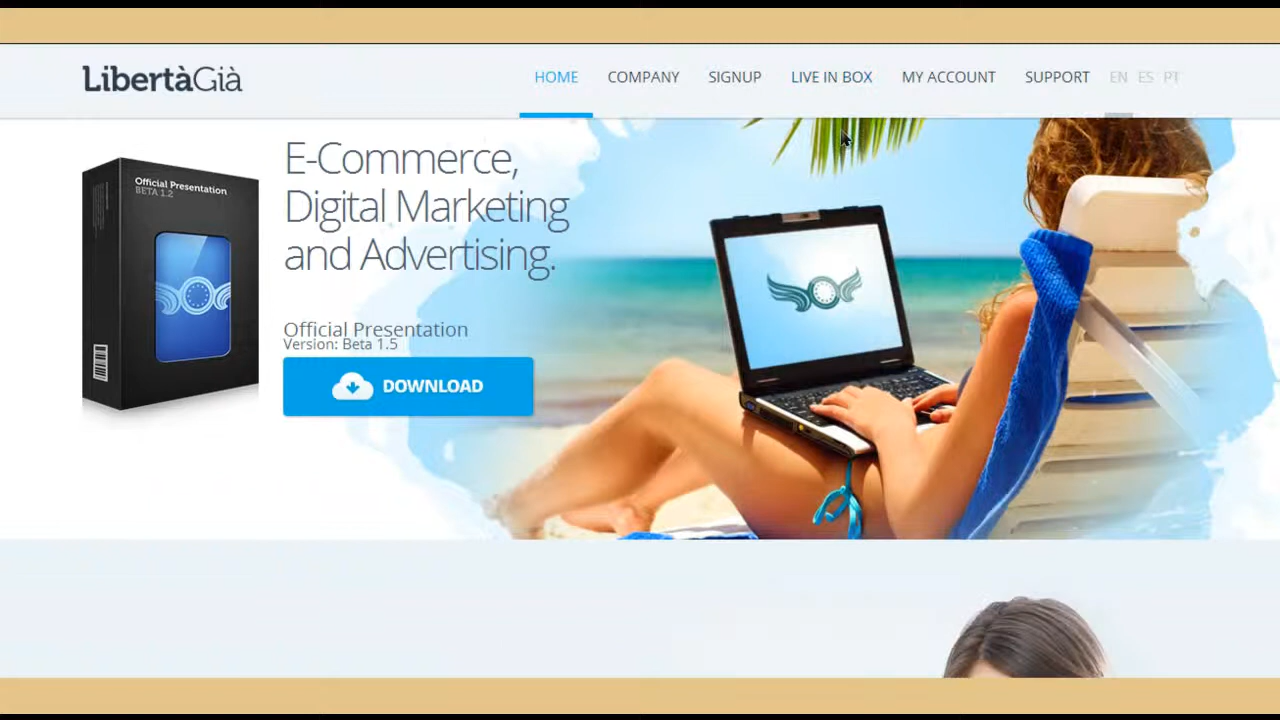 LibertàGià
HOME COMPANY SIGNUP LIVE IN BOX MY ACCOUNT SUPPORT EN ES PT
Official Presentation
BETA 1.2
E-Commerce,
Digital Marketing
and Advertising.
Official Presentation
Version: Beta 1.5
DOWNLOAD